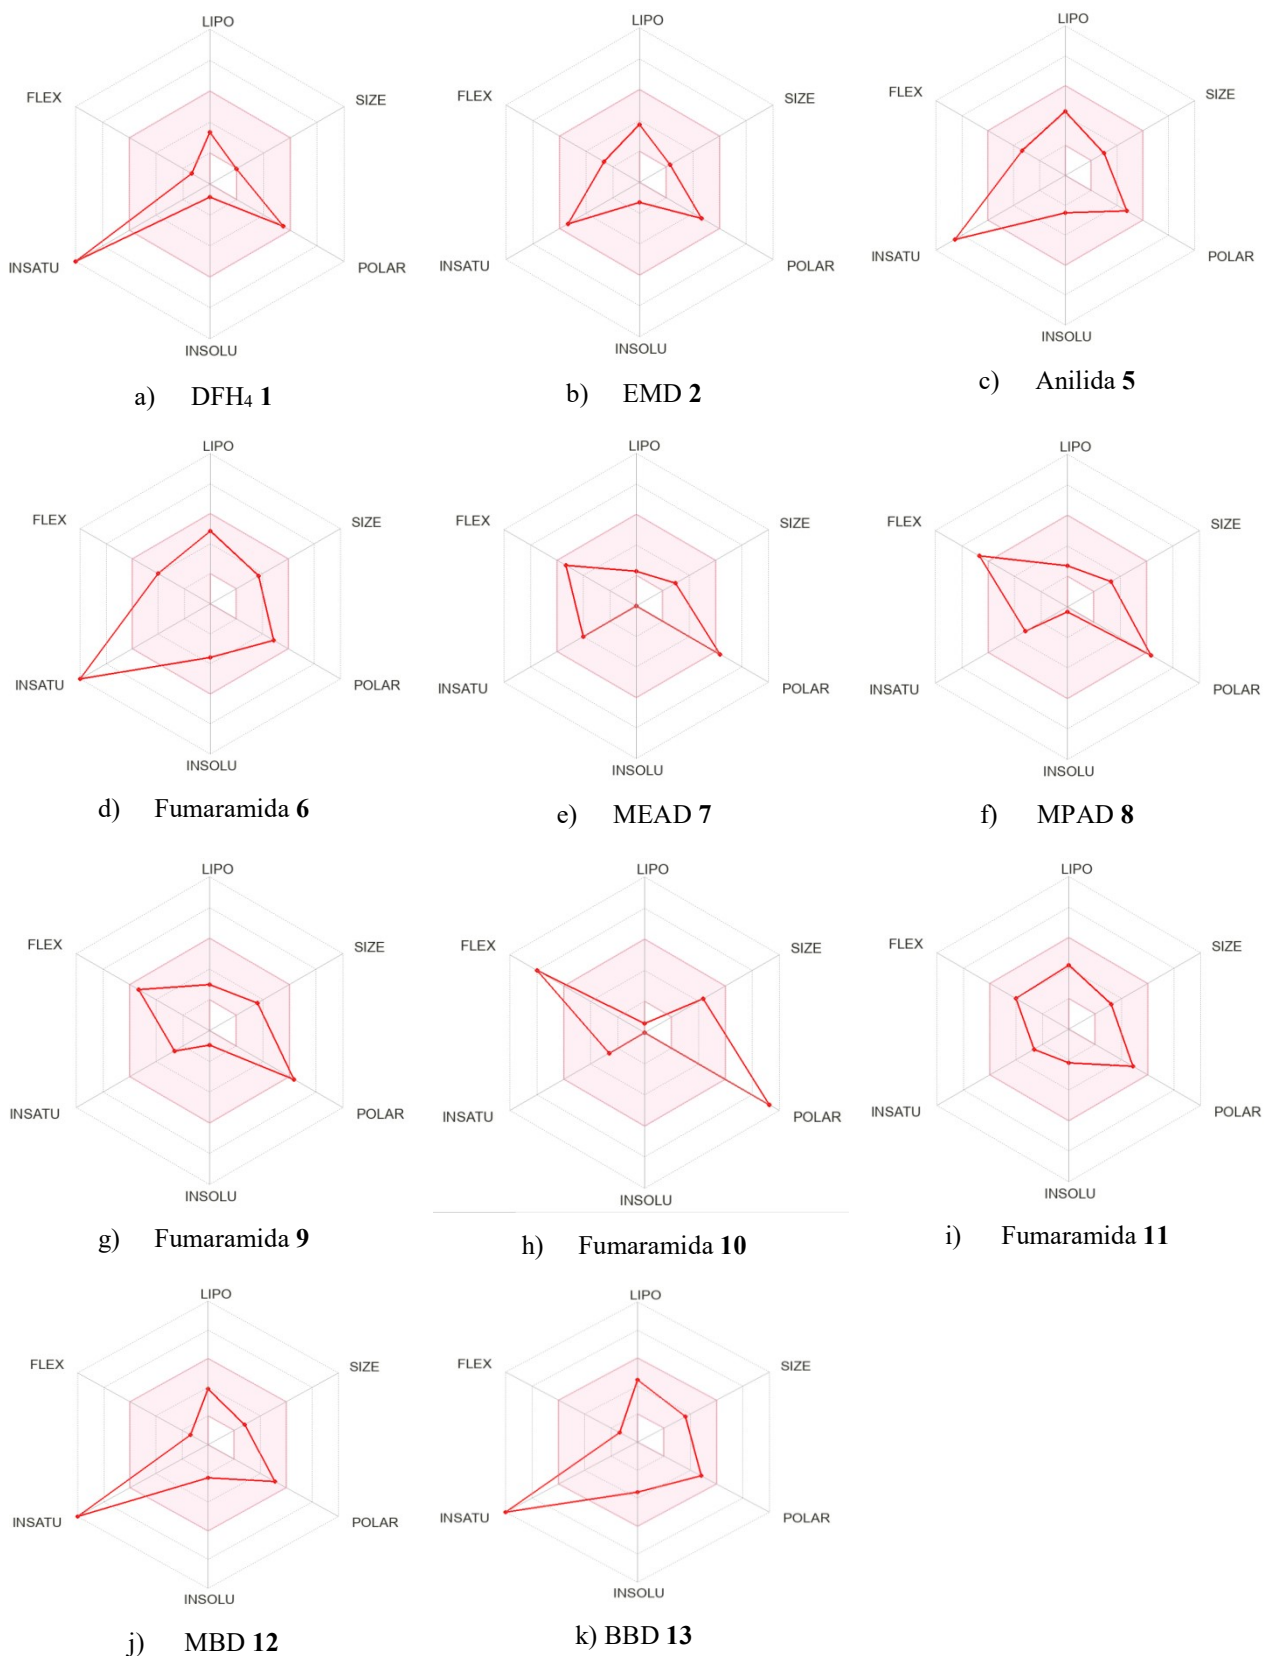 LIPO
FLEX
SIZE
INSATU
POLAR
INSOLU
a) DFH₄ 1
LIPO
FLEX
SIZE
INSATU
POLAR
INSOLU
b) EMD 2
LIPO
FLEX
SIZE
INSATU
POLAR
INSOLU
c) Anilida 5
LIPO
FLEX
SIZE
INSATU
POLAR
INSOLU
d) Fumaramida 6
LIPO
FLEX
SIZE
INSATU
POLAR
INSOLU
e) MEAD 7
LIPO
FLEX
SIZE
INSATU
POLAR
INSOLU
f) MPAD 8
LIPO
FLEX
SIZE
INSATU
POLAR
INSOLU
g) Fumaramida 9
LIPO
FLEX
SIZE
INSATU
POLAR
INSOLU
h) Fumaramida 10
LIPO
FLEX
SIZE
INSATU
POLAR
INSOLU
i) Fumaramida 11
LIPO
FLEX
SIZE
INSATU
POLAR
INSOLU
j) MBD 12
LIPO
FLEX
SIZE
INSATU
POLAR
INSOLU
k) BBD 13